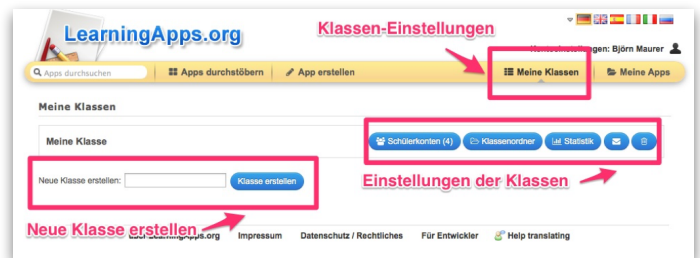 LearningApps.org
Klassen-Einstellungen
Kontoeinstellungen: Björn Maurer
Apps durchsuchen
Apps durchstöbern
App erstellen
Meine Klassen
Meine Apps
Meine Klassen
Meine Klasse
Schülerkonten (4)
Klassenordner
Statistik
Neue Klasse erstellen:
Klasse erstellen
Einstellungen der Klassen
Neue Klasse erstellen
über LearningApps.org
Impressum
Datenschutz / Rechtliches
Für Entwickler
Help translating